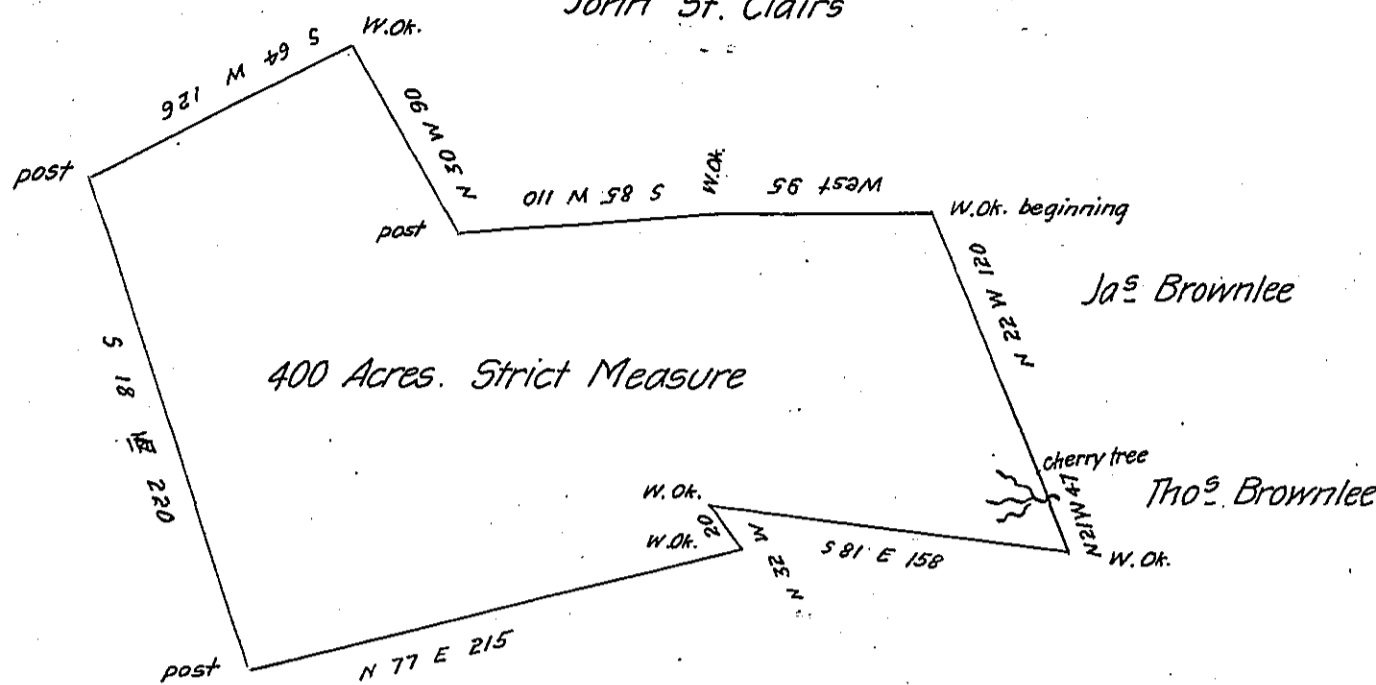 John St. Clairs
W.Ok.
S 64 W 126
N 30 W 90
post
post
S 85 W 110
W.Ok.
West 95
W.Ok. beginning
N 22 W 120
Jas Brownlee
S 18 220
400 Acres. Strict Measure
cherry tree
Thos Brownlee
N21W47
W.Ok.
W.Ok.
20
N 32 W
W.Ok.
S 81 E 158
N 77 E 215
post